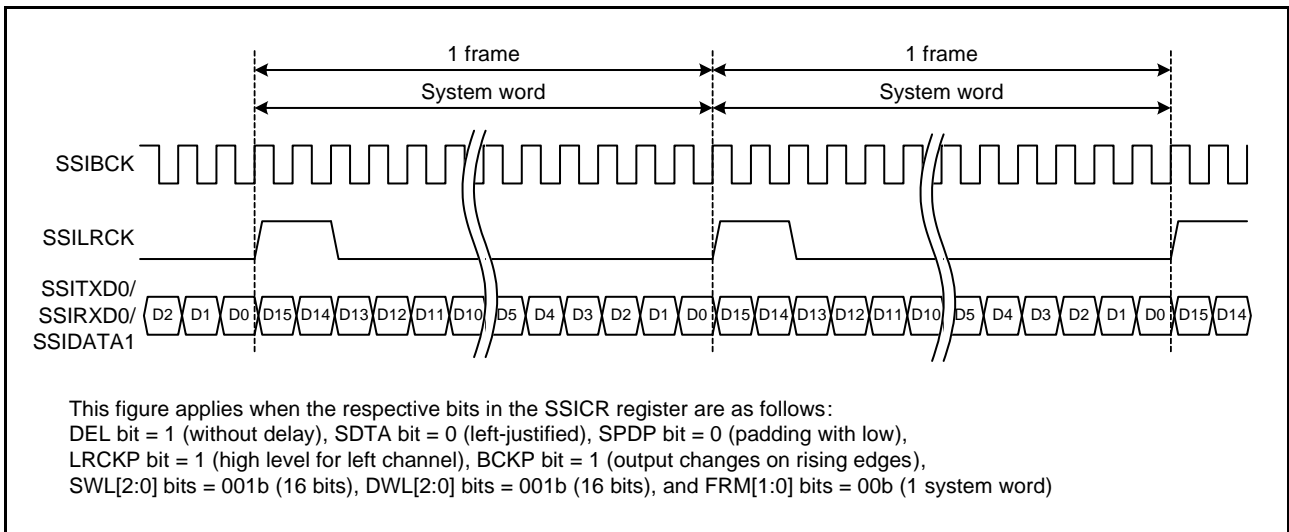 1 frame 1 frame
System word System word
SSIBCK
SSILRCK
SSITXD0/
SSIRXD0/
SSIDATA1
D2 D1 D0 D15 D14 D13 D12 D11 D10 D5 D4 D3 D2 D1 D0 D15 D14 D13 D12 D11 D10 D5 D4 D3 D2 D1 D0 D15 D14
This figure applies when the respective bits in the SSICR register are as follows:
DEL bit = 1 (without delay), SDTA bit = 0 (left-justified), SPDP bit = 0 (padding with low),
LRCKP bit = 1 (high level for left channel), BCKP bit = 1 (output changes on rising edges),
SWL[2:0] bits = 001b (16 bits), DWL[2:0] bits = 001b (16 bits), and FRM[1:0] bits = 00b (1 system word)